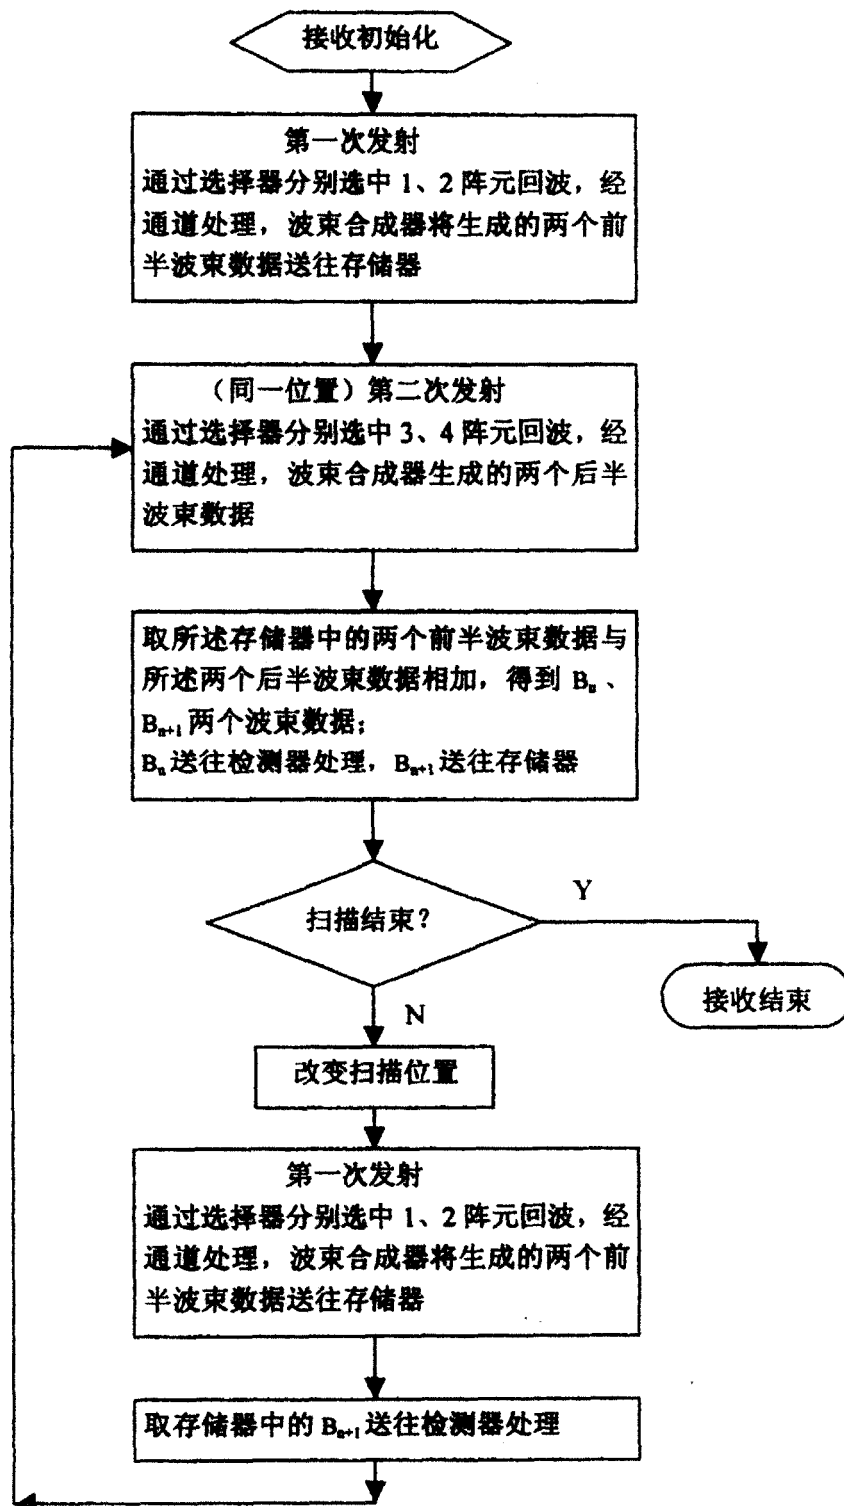 接收初始化
第一次发射
通过选择器分别选中 1、2 阵元回波，经
通道处理，波束合成器将生成的两个前
半波束数据送往存储器
（同一位置）第二次发射
通过选择器分别选中 3、4 阵元回波，经
通道处理，波束合成器生成的两个后半
波束数据
取所述存储器中的两个前半波束数据与
所述两个后半波束数据相加，得到 Bₙ、
Bₙ₊₁ 两个波束数据；
Bₙ 送往检测器处理，Bₙ₊₁ 送往存储器
扫描结束？
Y
接收结束
N
改变扫描位置
第一次发射
通过选择器分别选中 1、2 阵元回波，经
通道处理，波束合成器将生成的两个前
半波束数据送往存储器
取存储器中的 Bₙ₊₁ 送往检测器处理